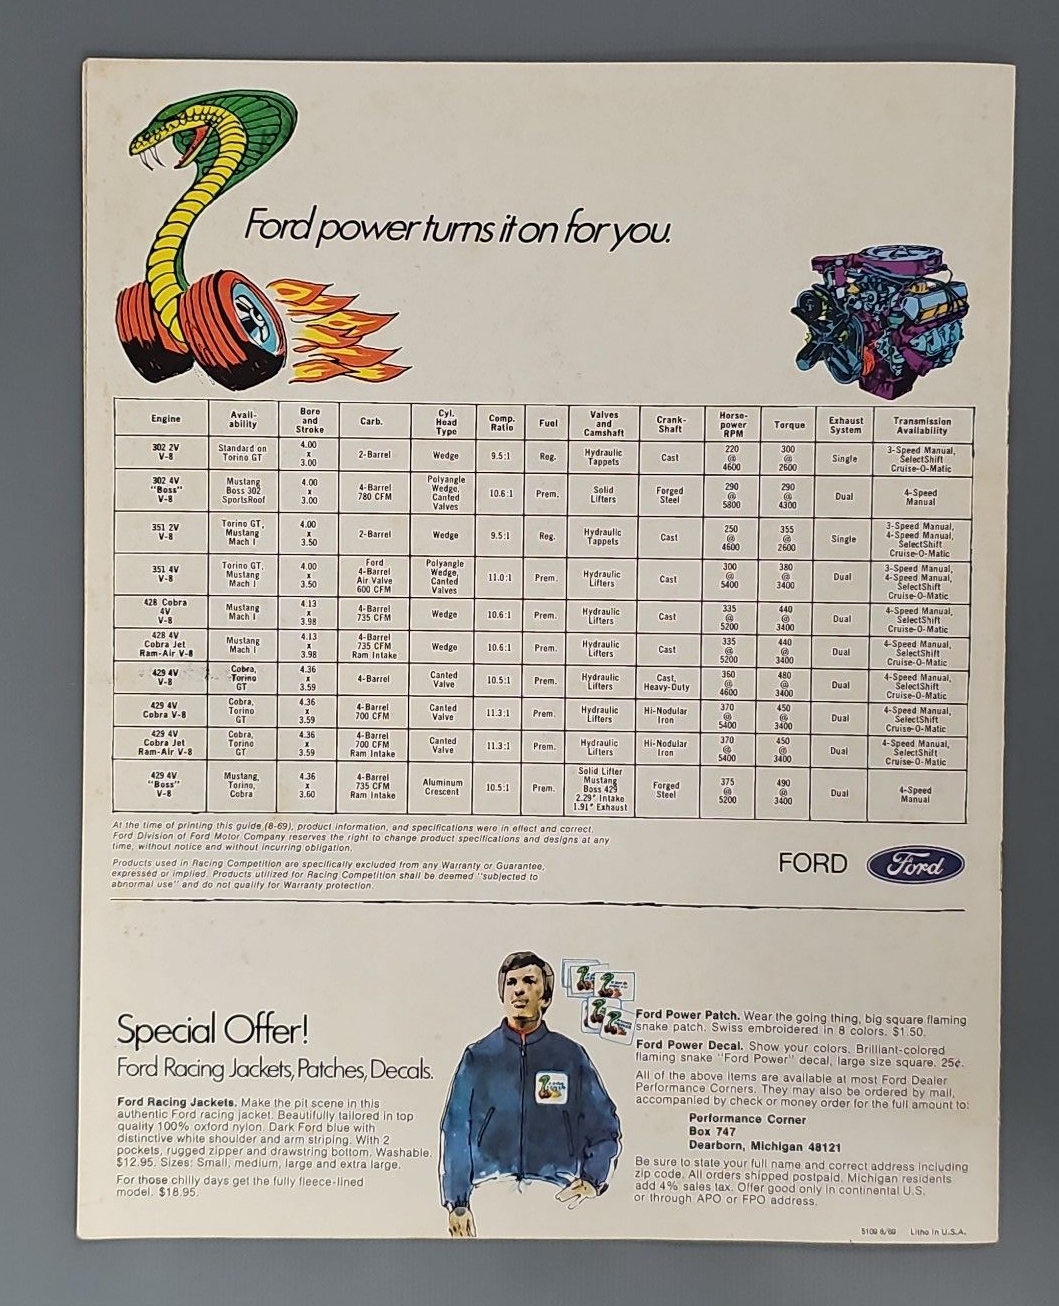 Ford power turns it on for you.
Engine Avail-ability Bore and Stroke Carb. Cyl. Head Type Comp. Ratio Fuel Valves and Camshaft Crank-Shaft Horse-power RPM Torque Exhaust System Transmission Availability
302 2V V-8 Standard on Torino GT 4.00 x 3.00 2-Barrel Wedge 9.5:1 Reg. Hydraulic Tappets Cast 220 @ 4600 300 @ 2600 Single 3-Speed Manual, SelectShift Cruise-O-Matic
302 4V "Boss" V-8 Mustang Boss 302 SportsRoof 4.00 x 3.00 4-Barrel 780 CFM Polyangle Wedge, Canted Valves 10.6:1 Prem. Solid Lifters Forged Steel 290 @ 5800 290 @ 4300 Dual 4-Speed Manual
351 2V V-8 Torino GT, Mustang Mach I 4.00 x 3.50 2-Barrel Wedge 9.5:1 Reg. Hydraulic Tappets Cast 250 @ 4600 355 @ 2600 Single 3-Speed Manual, 4-Speed Manual, SelectShift Cruise-O-Matic
351 4V V-8 Torino GT, Mustang Mach I 4.00 x 3.50 Ford 4-Barrel Air Valve 600 CFM Polyangle Wedge, Canted Valves 11.0:1 Prem. Hydraulic Lifters Cast 300 @ 5400 380 @ 3400 Dual 3-Speed Manual, 4-Speed Manual, SelectShift Cruise-O-Matic
428 Cobra 4V V-8 Mustang Mach I 4.13 x 3.98 4-Barrel 735 CFM Wedge 10.6:1 Prem. Hydraulic Lifters Cast 335 @ 5200 440 @ 3400 Dual 4-Speed Manual, SelectShift Cruise-O-Matic
428 4V Cobra Jet Ram-Air V-8 Mustang Mach I 4.13 x 3.98 4-Barrel 735 CFM Ram Intake Wedge 10.6:1 Prem. Hydraulic Lifters Cast 335 @ 5200 440 @ 3400 Dual 4-Speed Manual, SelectShift Cruise-O-Matic
429 4V V-8 Cobra, Torino GT 4.36 x 3.59 4-Barrel Canted Valve 10.5:1 Prem. Hydraulic Lifters Cast, Heavy-Duty 360 @ 4600 480 @ 3400 Dual 4-Speed Manual, SelectShift Cruise-O-Matic
429 4V Cobra V-8 Cobra, Torino GT 4.36 x 3.59 4-Barrel 700 CFM Canted Valve 11.3:1 Prem. Hydraulic Lifters Hi-Nodular Iron 370 @ 5400 450 @ 3400 Dual 4-Speed Manual, SelectShift Cruise-O-Matic
429 4V Cobra Jet Ram-Air V-8 Cobra, Torino GT 4.36 x 3.59 4-Barrel 700 CFM Ram Intake Canted Valve 11.3:1 Prem. Hydraulic Lifters Hi-Nodular Iron 370 @ 5400 450 @ 3400 Dual 4-Speed Manual, SelectShift Cruise-O-Matic
429 4V "Boss" V-8 Mustang, Torino, Cobra 4.36 x 3.60 4-Barrel 735 CFM Ram Intake Aluminum Crescent 10.5:1 Prem. Solid Lifter Mustang Boss 429 2.29" Intake 1.91" Exhaust Forged Steel 375 @ 5200 490 @ 3400 Dual 4-Speed Manual
At the time of printing this guide (8-69), product information, and specifications were in effect and correct.
Ford Division of Ford Motor Company reserves the right to change product specifications and designs at any
time, without notice and without incurring obligation.
Products used in Racing Competition are specifically excluded from any Warranty or Guarantee,
expressed or implied. Products utilized for Racing Competition shall be deemed "subjected to
abnormal use" and do not qualify for Warranty protection.
FORD Ford
Special Offer!
Ford Racing Jackets, Patches, Decals.
Ford Racing Jackets. Make the pit scene in this
authentic Ford racing jacket. Beautifully tailored in top
quality 100% oxford nylon. Dark Ford blue with
distinctive white shoulder and arm striping. With 2
pockets, rugged zipper and drawstring bottom. Washable.
$12.95. Sizes: Small, medium, large and extra large.
For those chilly days get the fully fleece-lined
model. $18.95.
Ford Power Patch. Wear the going thing, big square flaming
snake patch. Swiss embroidered in 8 colors. $1.50.
Ford Power Decal. Show your colors. Brilliant-colored
flaming snake "Ford Power" decal, large size square. 25¢.
All of the above items are available at most Ford Dealer
Performance Corners. They may also be ordered by mail,
accompanied by check or money order for the full amount to:
Performance Corner
Box 747
Dearborn, Michigan 48121
Be sure to state your full name and correct address including
zip code. All orders shipped postpaid. Michigan residents
add 4% sales tax. Offer good only in continental U.S.
or through APO or FPO address.
5109 8/69 Litho in U.S.A.